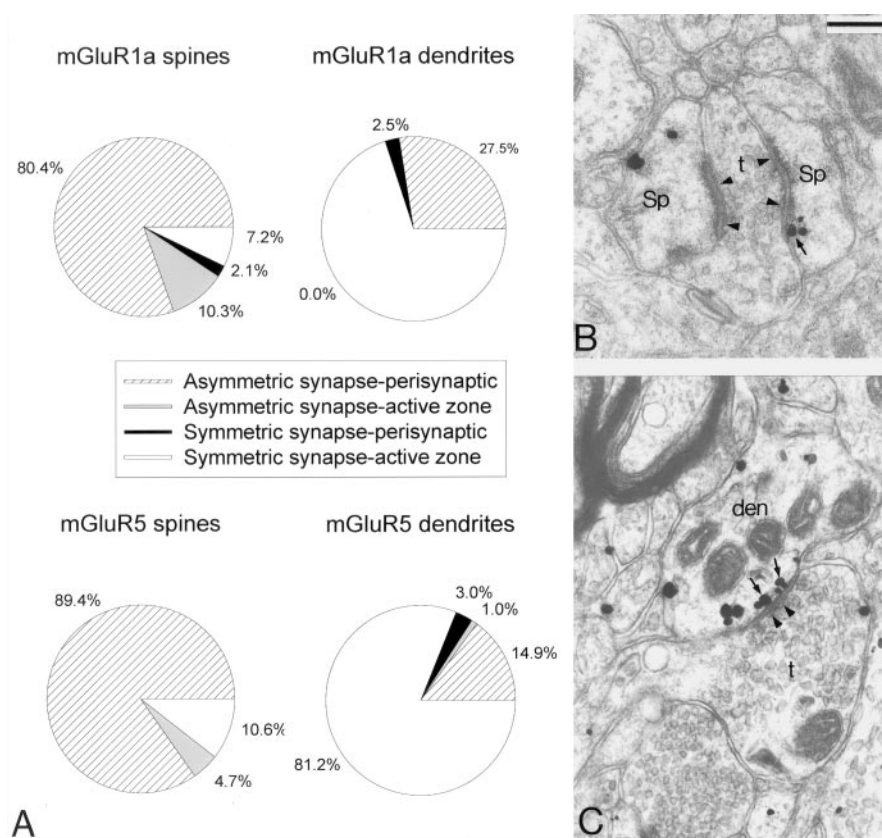 mGluR1a spines
mGluR1a dendrites
80.4%
7.2%
2.1%
10.3%
2.5%
27.5%
0.0%
Asymmetric synapse-perisynaptic
Asymmetric synapse-active zone
Symmetric synapse-perisynaptic
Symmetric synapse-active zone
mGluR5 spines
mGluR5 dendrites
89.4%
10.6%
4.7%
3.0%
1.0%
14.9%
81.2%
A
Sp
t
Sp
B
den
t
C